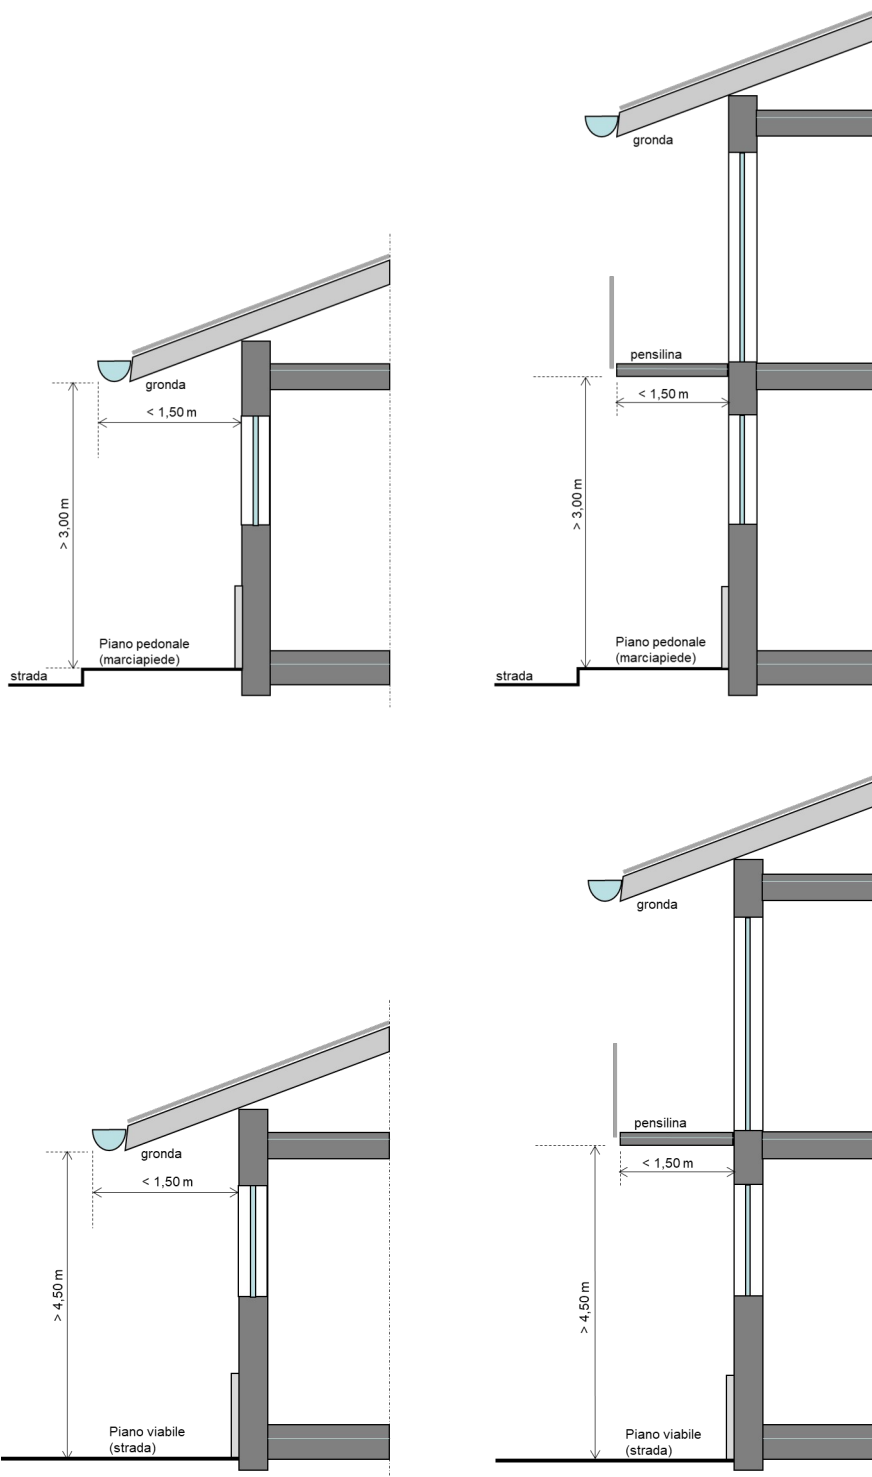 gronda
< 1,50 m
> 3,00 m
Piano pedonale
(marciapiede)
strada
gronda
pensilina
< 1,50 m
> 3,00 m
Piano pedonale
(marciapiede)
strada
gronda
< 1,50 m
> 4,50 m
Piano viabile
(strada)
gronda
pensilina
< 1,50 m
> 4,50 m
Piano viabile
(strada)